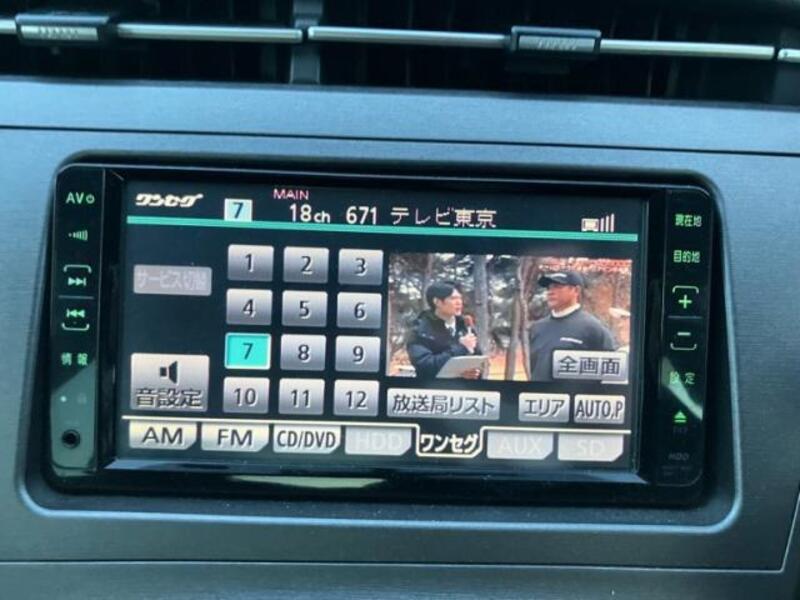 AV
情報
ワンセグ
7
MAIN
18ch 671 テレビ東京
サービス切替
1 2 3
4 5 6
7 8 9
10 11 12
音設定
全画面
放送局リスト
エリア
AUTO.P
AM FM CD/DVD HDD ワンセグ AUX SD
現在地
目的地
+
−
設定
HDD